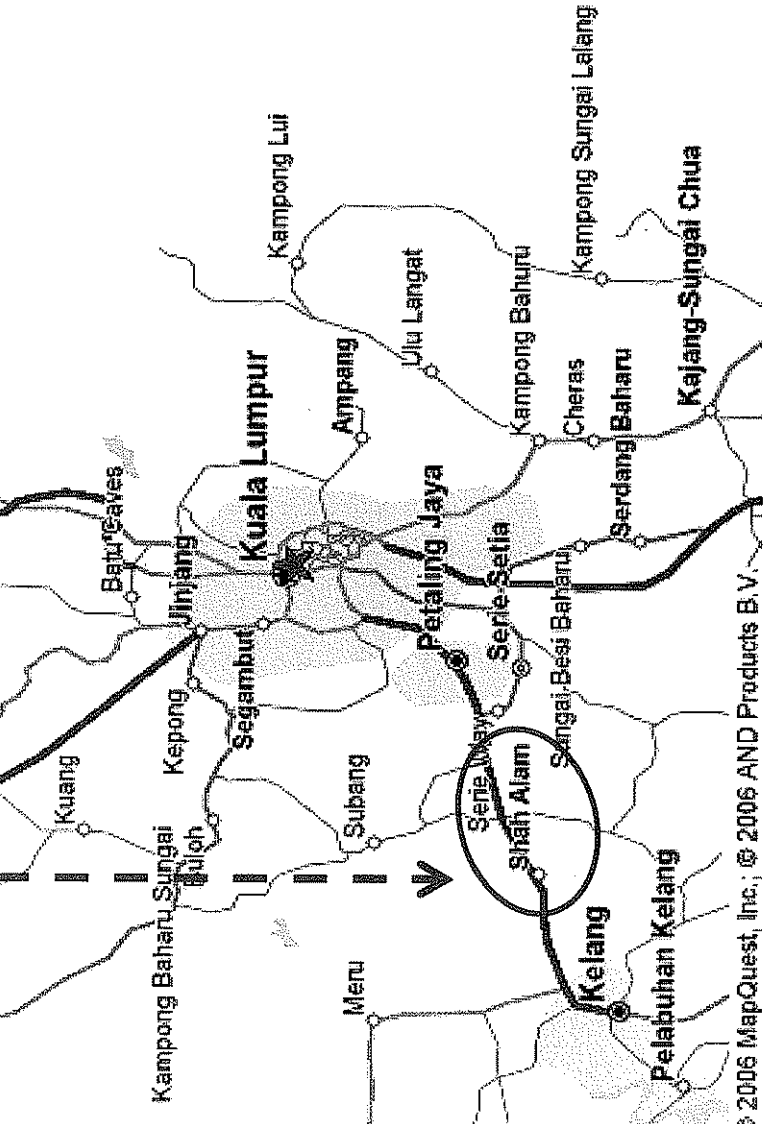 Kuang
Batu Caves
Kampong Baharu Sungai
Buloh
Kepong
Jinjang
Segambut
Kuala Lumpur
Kampong Lui
Ampang
Meru
Subang
Ulu Langat
Petaling Jaya
Serie Way
Serie-Setia
Shah Alam
Kampong Bahuru
Sungai-Besi Baharu
Cheras
Kampong Sungai Lalang
Kelang
Serdang Baharu
Pelabuhan Kelang
Kajang-Sungai Chua
© 2006 MapQuest, Inc.; © 2006 AND Products B.V.